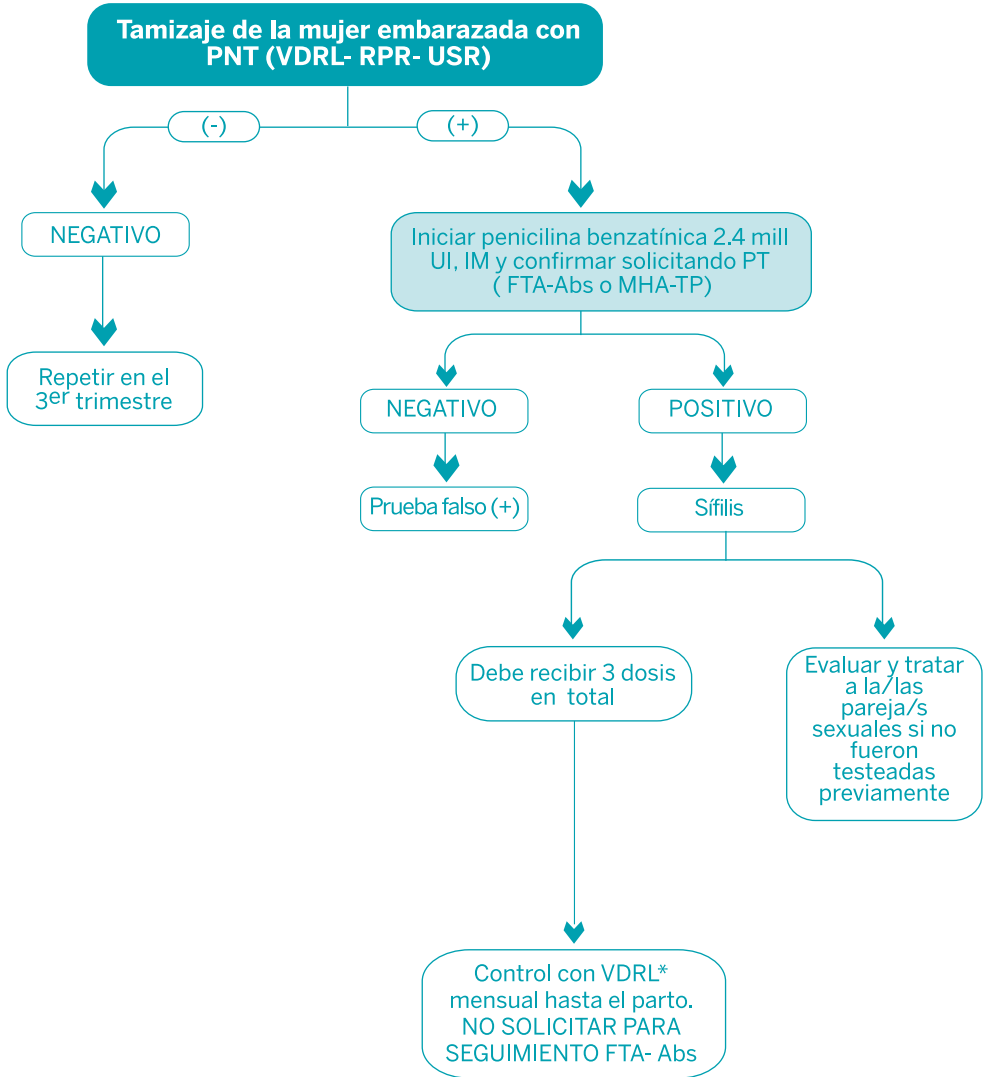 Tamizaje de la mujer embarazada con
PNT (VDRL- RPR- USR)
(-)
(+)
NEGATIVO
Iniciar penicilina benzatínica 2.4 mill
UI, IM y confirmar solicitando PT
( FTA-Abs o MHA-TP)
Repetir en el
3er trimestre
NEGATIVO
POSITIVO
Prueba falso (+)
Sífilis
Debe recibir 3 dosis
en total
Evaluar y tratar
a la/las
pareja/s
sexuales si no
fueron
testeadas
previamente
Control con VDRL*
mensual hasta el parto.
NO SOLICITAR PARA
SEGUIMIENTO FTA- Abs